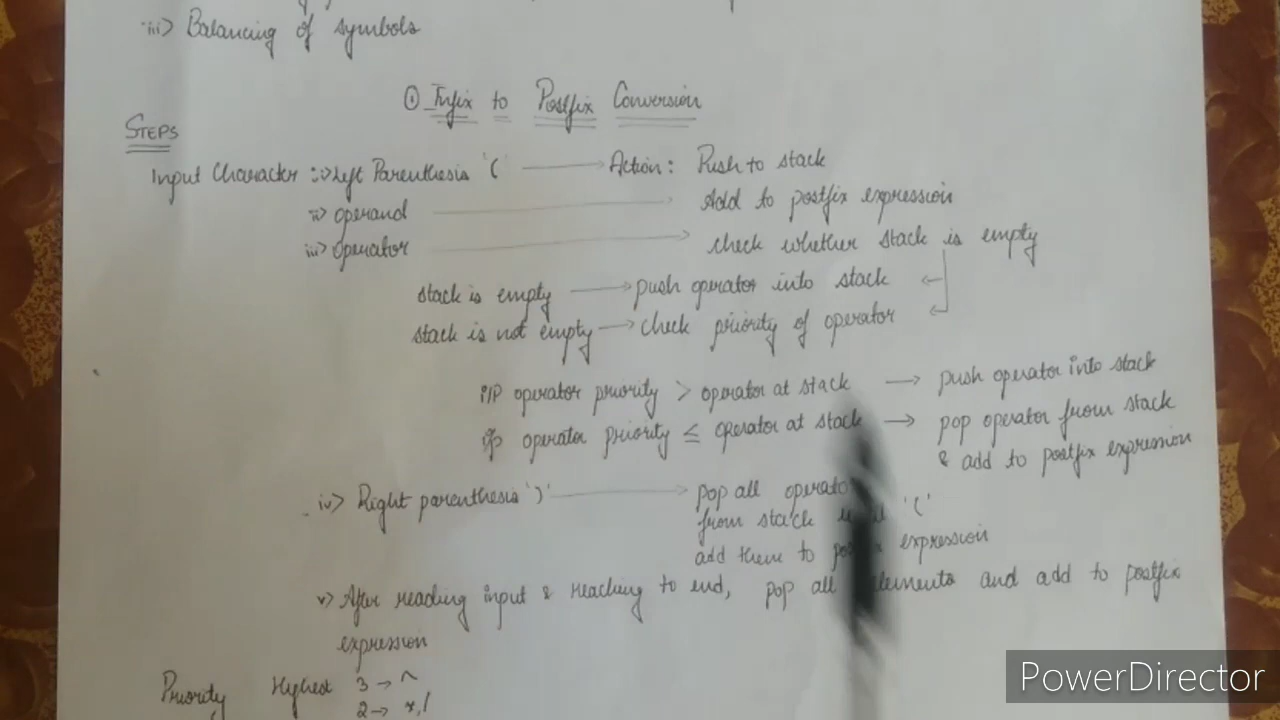 iii> Balancing of symbols
① Infix to Postfix Conversion
STEPS
Input Character : i> Left Parenthesis '(' → Action : Push to stack
ii> operand → Add to postfix expression
iii> operator → check whether stack is empty
stack is empty → push operator into stack
stack is not empty → check priority of operator
i/p operator priority > operator at stack → push operator into stack
i/p operator priority ≤ operator at stack → pop operator from stack
& add to postfix expression
iv> Right parenthesis ')' → pop all
from stack '('
add them to expression
v> After reading input & reaching to end, pop all elements and add to postfix
expression
Priority Highest 3 → ^
2 → *, /
PowerDirector